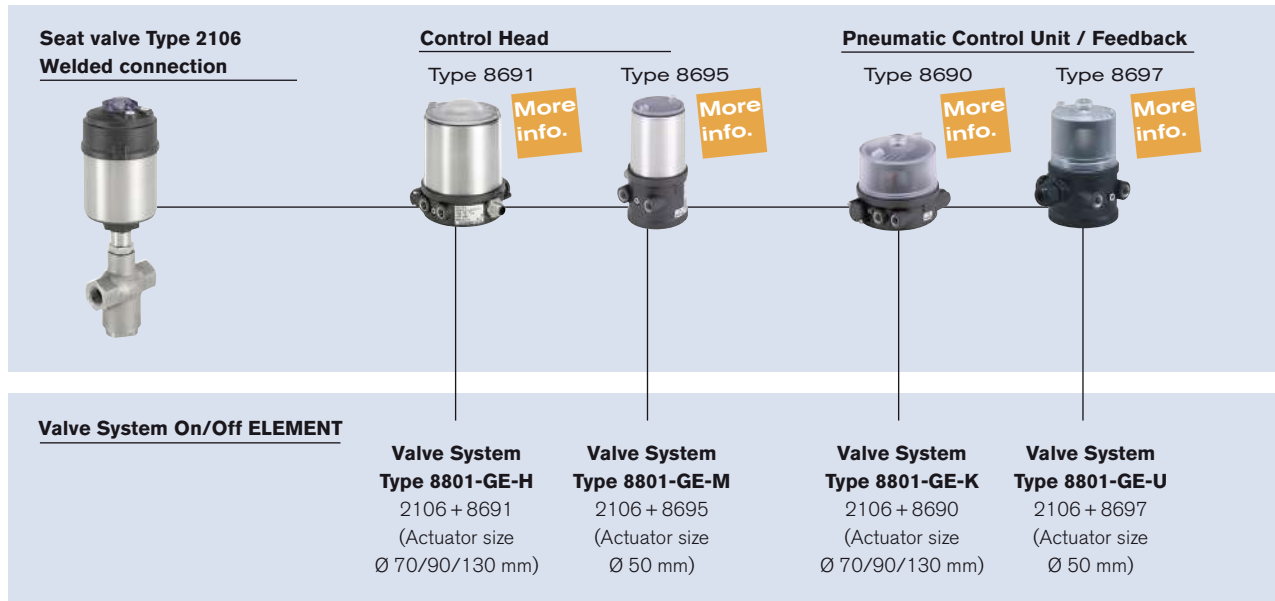 Seat valve Type 2106
Welded connection
Control Head
Pneumatic Control Unit / Feedback
Type 8691
Type 8695
Type 8690
Type 8697
More
info.
More
info.
More
info.
More
info.
Valve System On/Off ELEMENT
Valve System
Type 8801-GE-H
2106 + 8691
(Actuator size
Ø 70/90/130 mm)
Valve System
Type 8801-GE-M
2106 + 8695
(Actuator size
Ø 50 mm)
Valve System
Type 8801-GE-K
2106 + 8690
(Actuator size
Ø 70/90/130 mm)
Valve System
Type 8801-GE-U
2106 + 8697
(Actuator size
Ø 50 mm)